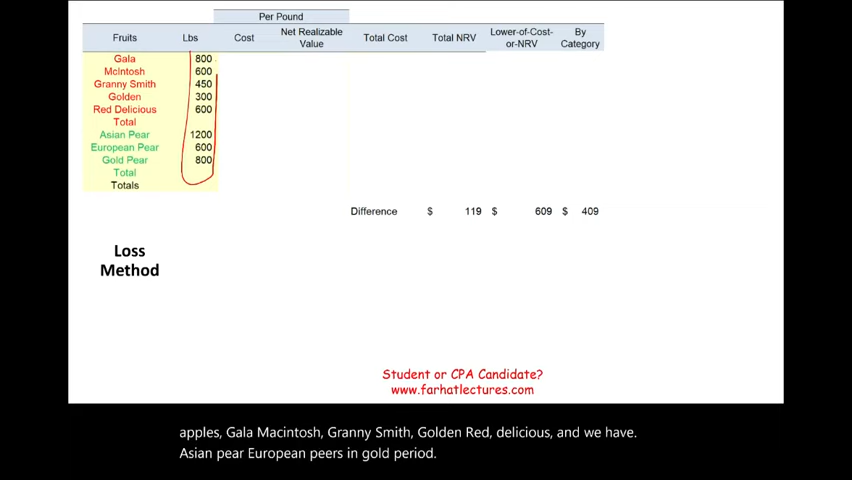 Per Pound
Fruits Lbs Cost Net Realizable Value Total Cost Total NRV Lower-of-Cost-or-NRV By Category
Gala 800
McIntosh 600
Granny Smith 450
Golden 300
Red Delicious 600
Total
Asian Pear 1200
European Pear 600
Gold Pear 800
Total
Totals
Difference $ 119 $ 609 $ 409
Loss
Method
Student or CPA Candidate?
www.farhatlectures.com
apples, Gala Macintosh, Granny Smith, Golden Red, delicious, and we have.
Asian pear European peers in gold period.